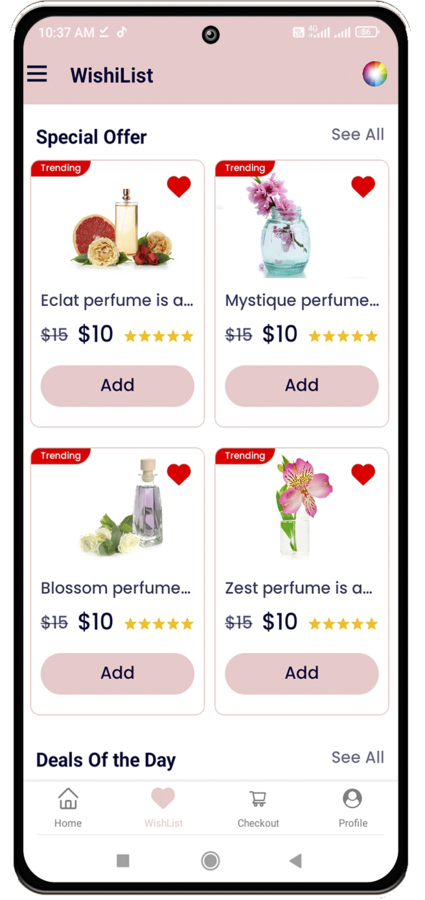 10:37 AM
4G
56
WishiList
Special Offer See All
Trending Trending
Eclat perfume is a... Mystique perfume...
$15 $10 $15 $10
Add Add
Trending Trending
Blossom perfume... Zest perfume is a...
$15 $10 $15 $10
Add Add
Deals Of the Day See All
Home WishList Checkout Profile